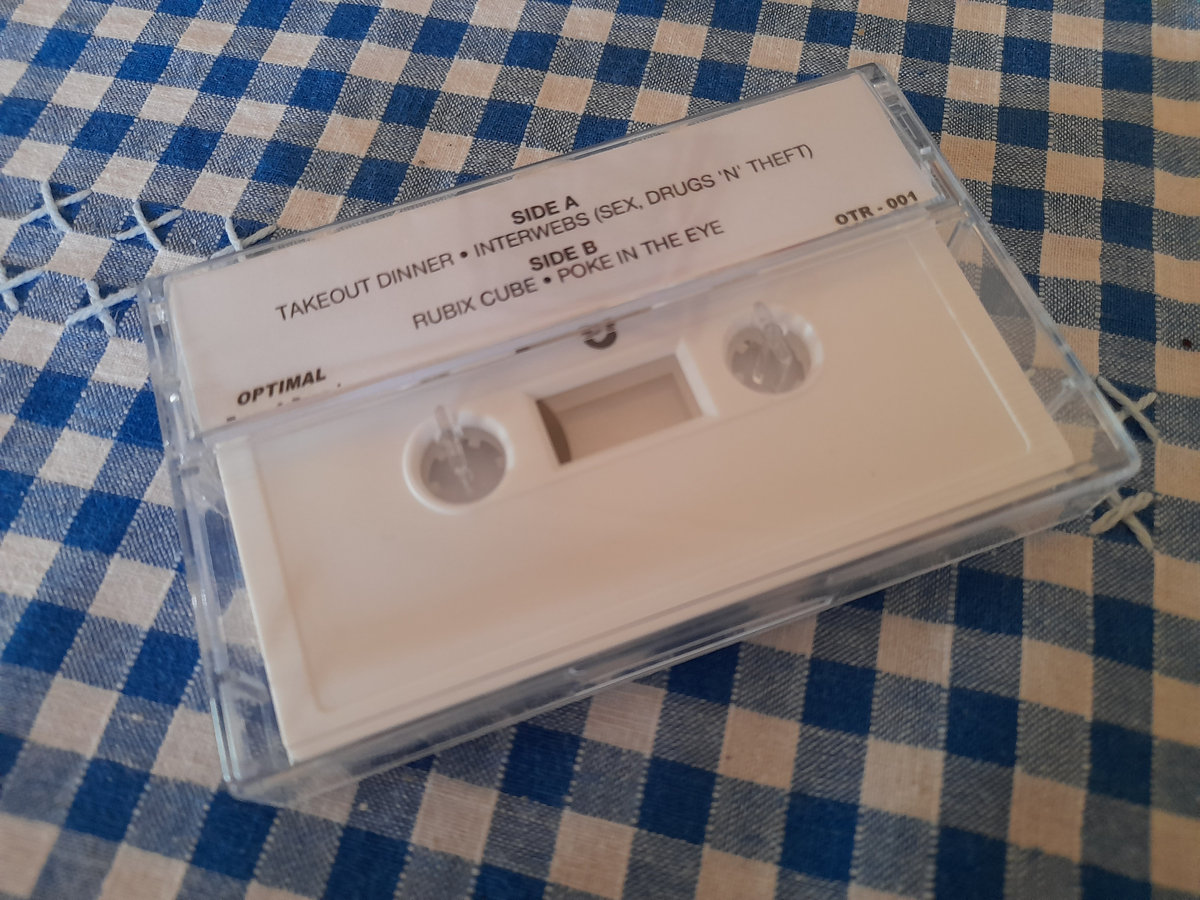 SIDE A
TAKEOUT DINNER • INTERWEBS (SEX, DRUGS 'N' THEFT)
SIDE B
RUBIX CUBE • POKE IN THE EYE
OTR - 001
OPTIMAL